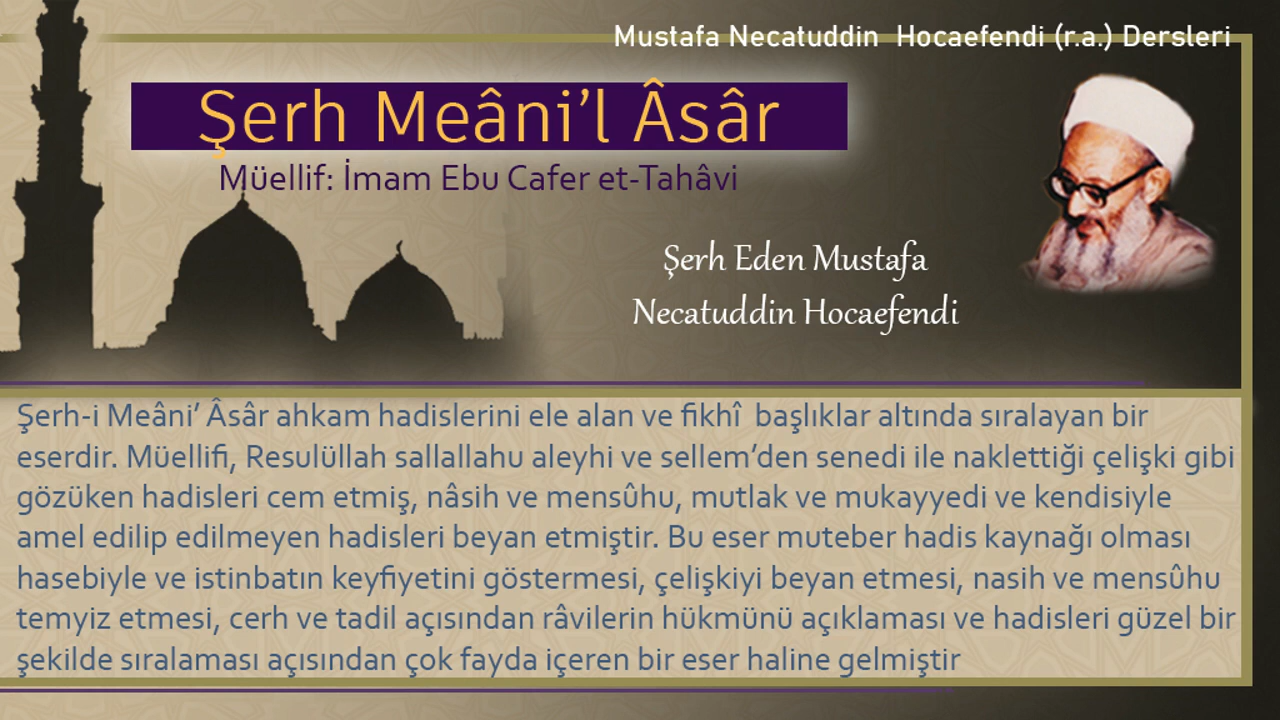 Mustafa Necatuddin Hocaefendi (r.a.) Dersleri
Şerh Meâni’l Âsâr
Müellif: İmam Ebu Cafer et-Tahâvi
Şerh Eden Mustafa
Necatuddin Hocaefendi
Şerh-i Meâni’ Âsâr ahkam hadislerini ele alan ve fikhî başlıklar altında sıralayan bir
eserdir. Müellifi, Resulüllah sallallahu aleyhi ve sellem’den senedi ile naklettiği çelişki gibi
gözüken hadisleri cem etmiş, nâsih ve mensûhu, mutlak ve mukayyedi ve kendisiyle
amel edilip edilmeyen hadisleri beyan etmiştir. Bu eser muteber hadis kaynağı olması
hasebiyle ve istinbatın keyfiyetini göstermesi, çelişkiyi beyan etmesi, nasih ve mensûhu
temyiz etmesi, cerh ve tadil açısından râvilerin hükmünü açıklaması ve hadisleri güzel bir
şekilde sıralaması açısından çok fayda içeren bir eser haline gelmiştir